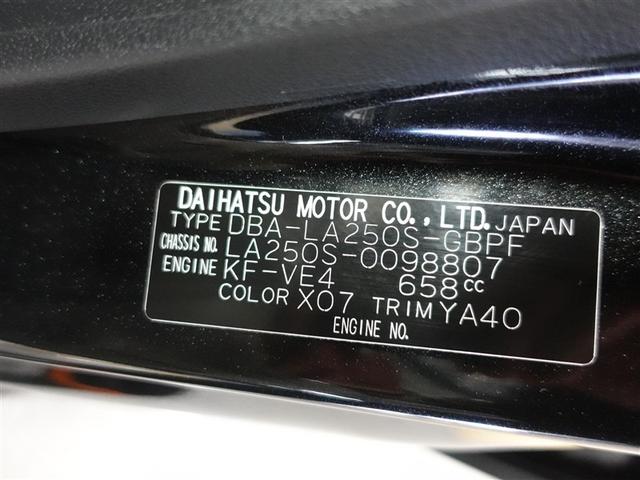 DAIHATSU MOTOR CO., LTD. JAPAN
TYPE DBA-LA250S-GBPF
CHASSIS NO. LA250S-0098807
ENGINE KF-VE4 658cc
COLOR X07 TRIM YA40
ENGINE NO.